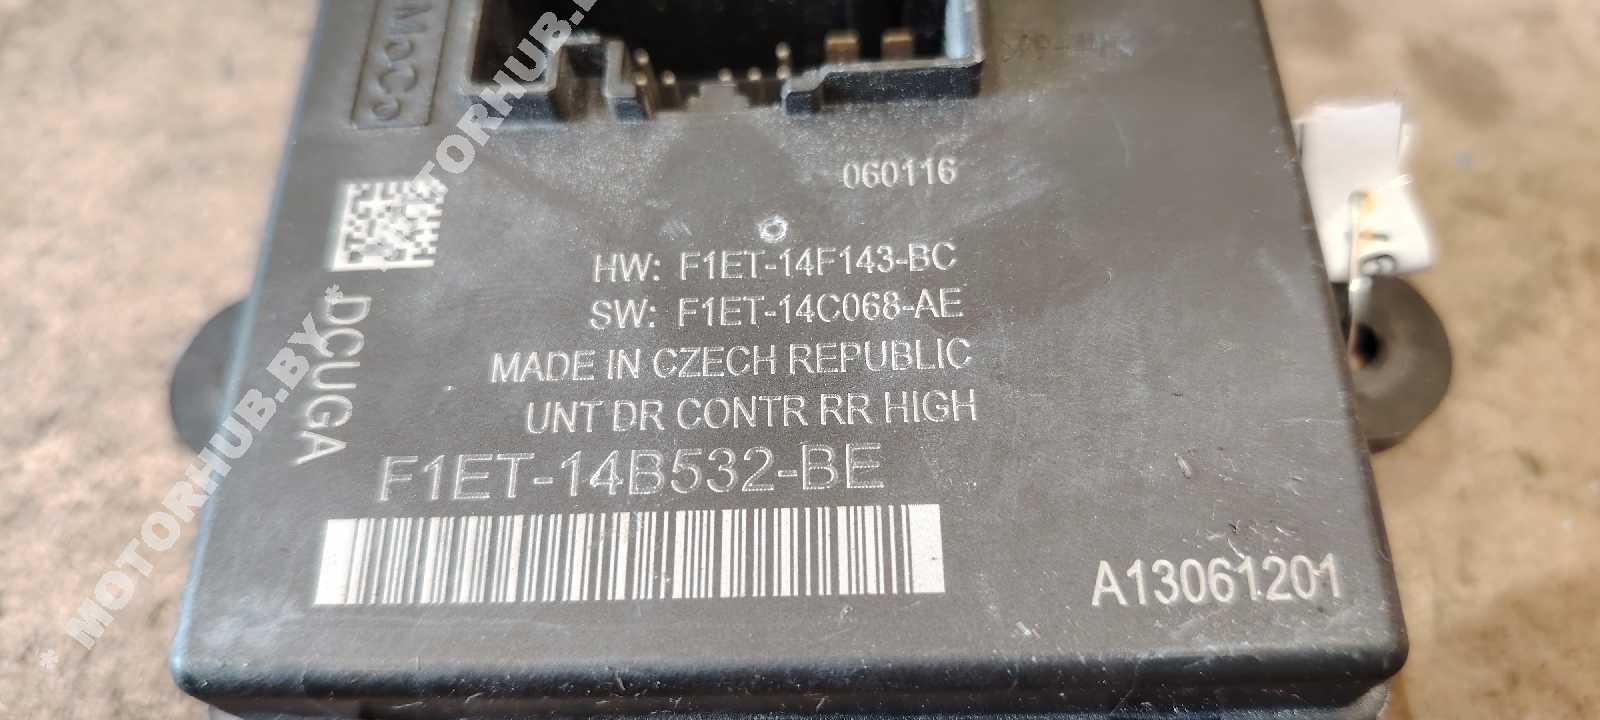 FoMoCo
060116
HW: F1ET-14F143-BC
SW: F1ET-14C068-AE
MADE IN CZECH REPUBLIC
UNT DR CONTR RR HIGH
F1ET-14B532-BE
DCUGA
A13061201
* MOTORHUB.BY * MOTORHUB.BY